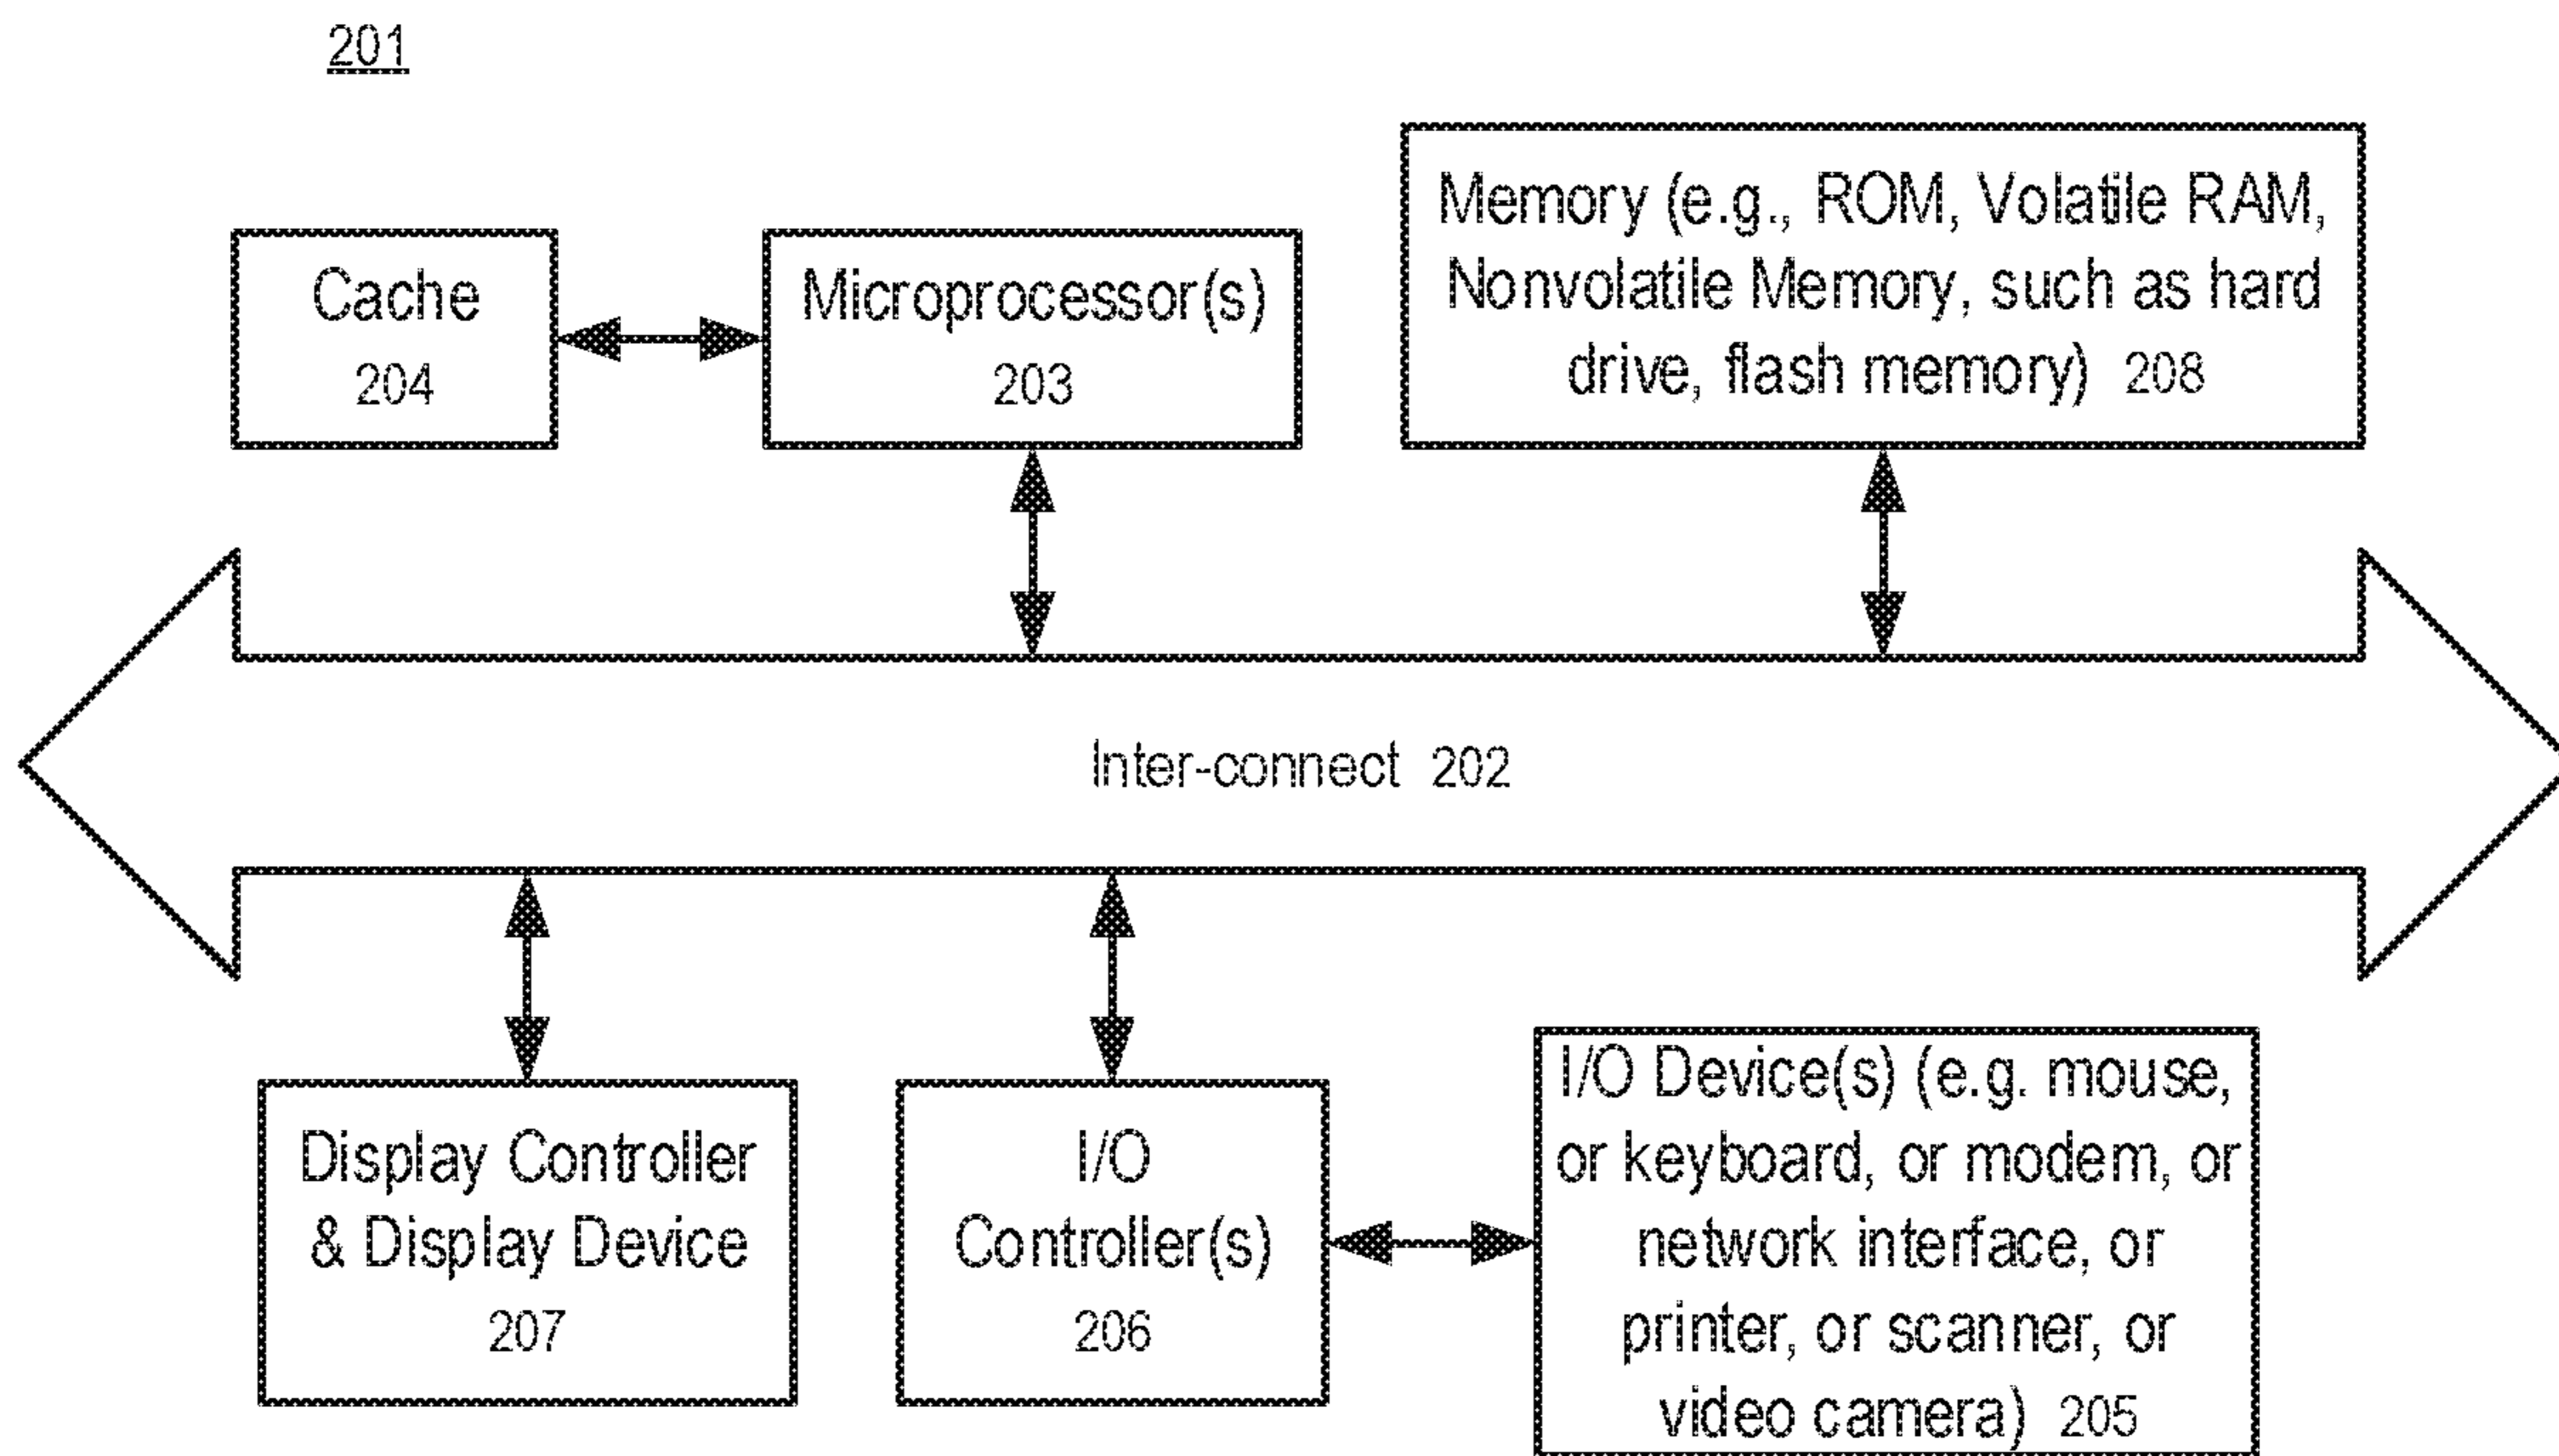 201
Cache
204
Microprocessor(s)
203
Memory (e.g., ROM, Volatile RAM,
Nonvolatile Memory, such as hard
drive, flash memory) 208
Inter-connect 202
Display Controller
& Display Device
207
I/O
Controller(s)
206
I/O Device(s) (e.g. mouse,
or keyboard, or modem, or
network interface, or
printer, or scanner, or
video camera) 205